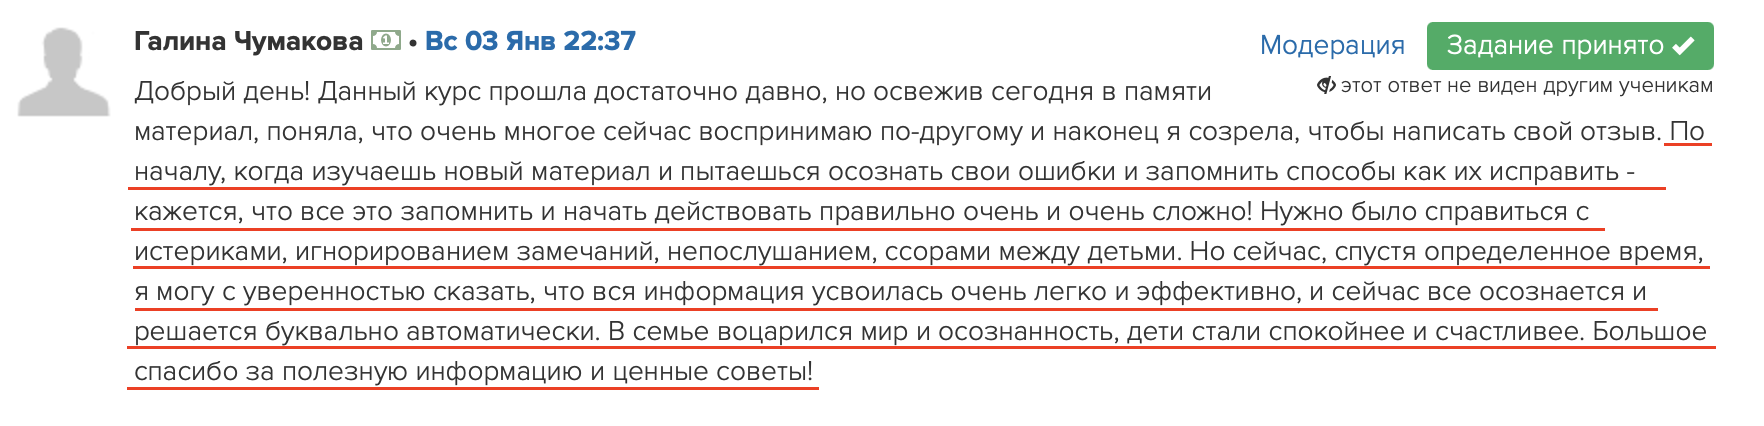 Галина Чумакова • Вс 03 Янв 22:37
Модерация
Задание принято ✔
этот ответ не виден другим ученикам
Добрый день! Данный курс прошла достаточно давно, но освежив сегодня в памяти
материал, поняла, что очень многое сейчас воспринимаю по-другому и наконец я созрела, чтобы написать свой отзыв. По
началу, когда изучаешь новый материал и пытаешься осознать свои ошибки и запомнить способы как их исправить -
кажется, что все это запомнить и начать действовать правильно очень и очень сложно! Нужно было справиться с
истериками, игнорированием замечаний, непослушанием, ссорами между детьми. Но сейчас, спустя определенное время,
я могу с уверенностью сказать, что вся информация усвоилась очень легко и эффективно, и сейчас все осознается и
решается буквально автоматически. В семье воцарился мир и осознанность, дети стали спокойнее и счастливее. Большое
спасибо за полезную информацию и ценные советы!